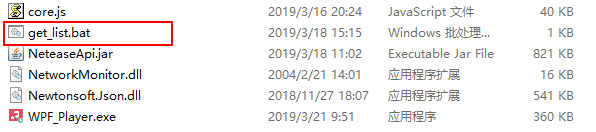 core.js 2019/3/16 20:24 JavaScript 文件 40 KB
get_list.bat 2019/3/18 15:15 Windows 批处理... 1 KB
NeteaseApi.jar 2019/3/18 11:02 Executable Jar File 821 KB
NetworkMonitor.dll 2004/2/21 14:01 应用程序扩展 16 KB
Newtonsoft.Json.dll 2018/11/27 18:07 应用程序扩展 541 KB
WPF_Player.exe 2019/3/21 9:51 应用程序 360 KB